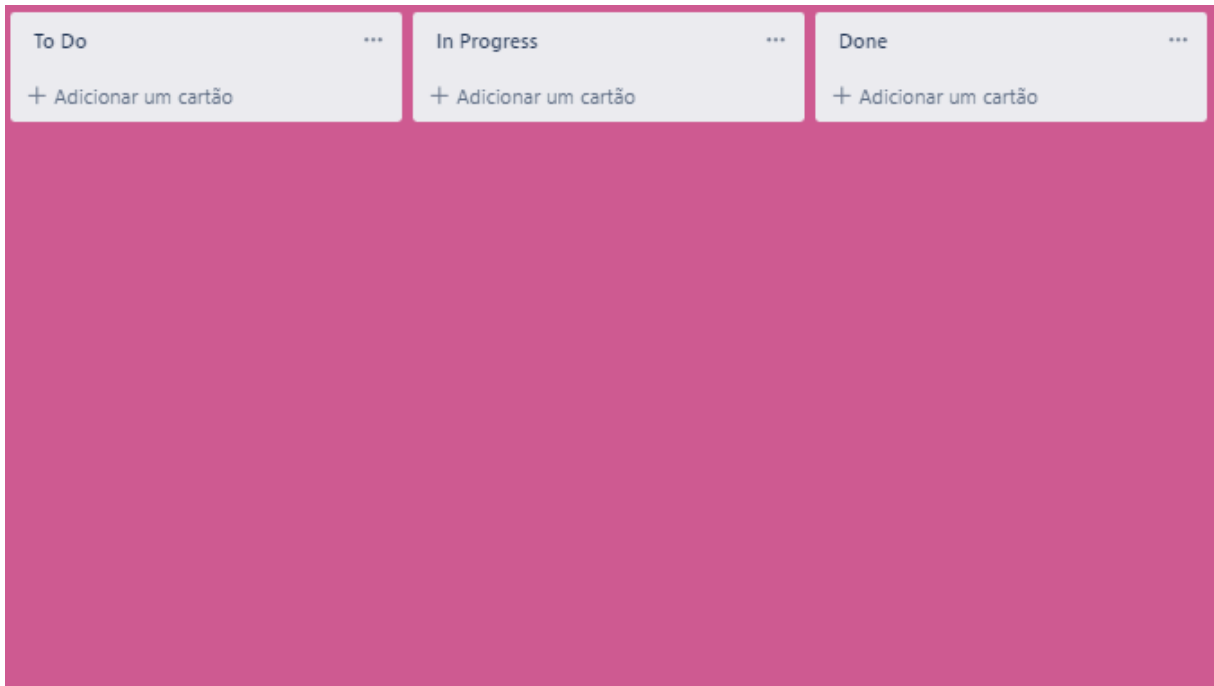 To Do
+ Adicionar um cartão
In Progress
+ Adicionar um cartão
Done
+ Adicionar um cartão